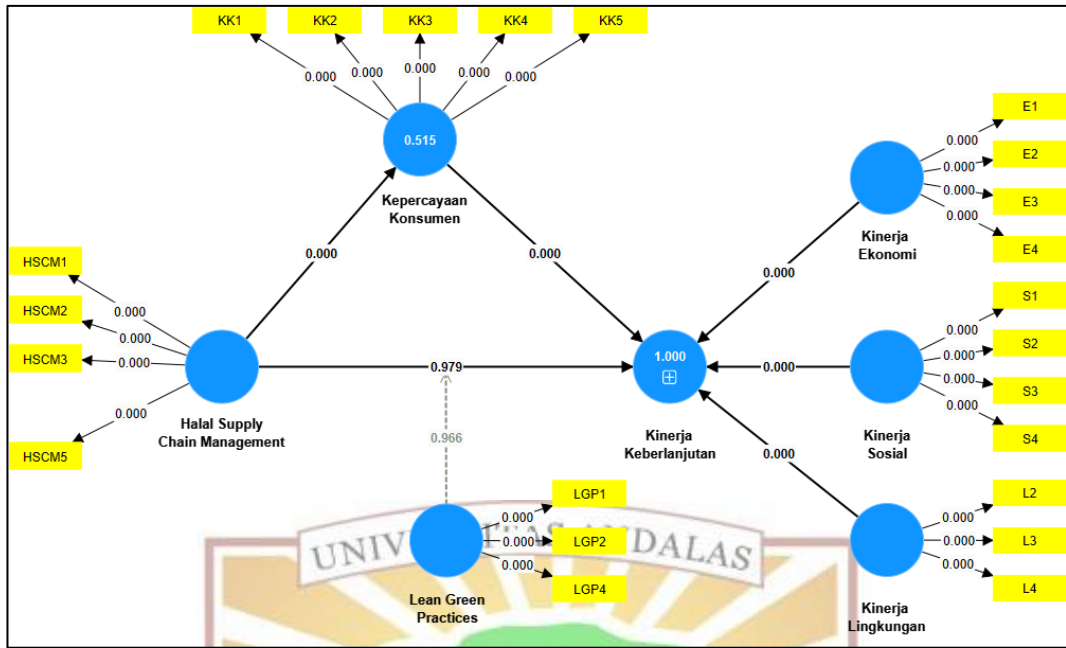 KK1
KK2
KK3
KK4
KK5
0.000
0.000
0.000
0.000
0.000
0.515
Kepercayaan
Konsumen
E1
E2
E3
E4
0.000
0.000
0.000
0.000
Kinerja
Ekonomi
0.000
0.000
0.000
HSCM1
HSCM2
HSCM3
HSCM5
0.000
0.000
0.000
0.000
Halal Supply
Chain Management
0.979
0.966
1.000
Kinerja
Keberlanjutan
0.000
S1
S2
S3
S4
0.000
0.000
0.000
0.000
Kinerja
Sosial
0.000
LGP1
LGP2
LGP4
0.000
0.000
0.000
Lean Green
Practices
L2
L3
L4
0.000
0.000
0.000
Kinerja
Lingkungan
ANDALAS